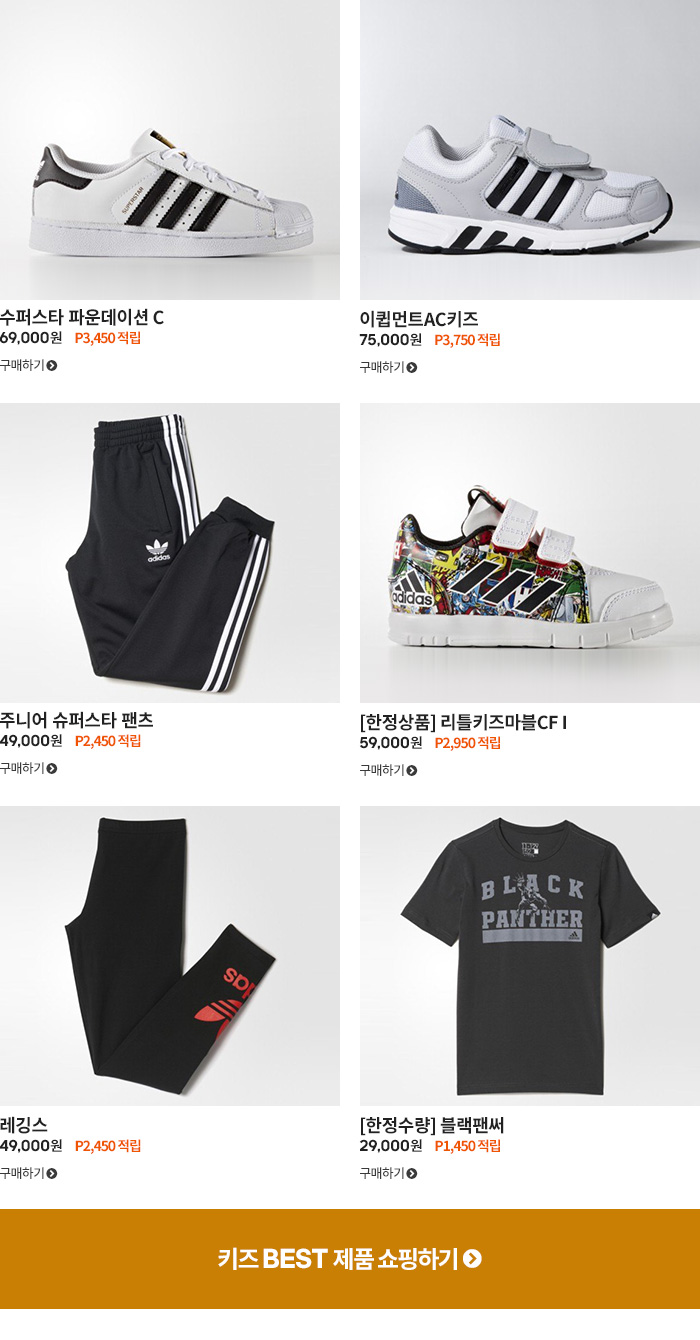 SUPERSTAR
수퍼스타 파운데이션 C
69,000원 P3,450 적립
구매하기
이큅먼트AC키즈
75,000원 P3,750 적립
구매하기
adidas
주니어 슈퍼스타 팬츠
49,000원 P2,450 적립
구매하기
adidas
[한정상품] 리틀키즈마블CF I
59,000원 P2,950 적립
구매하기
레깅스
49,000원 P2,450 적립
구매하기
BLACK
PANTHER
[한정수량] 블랙팬써
29,000원 P1,450 적립
구매하기
키즈 BEST 제품 쇼핑하기